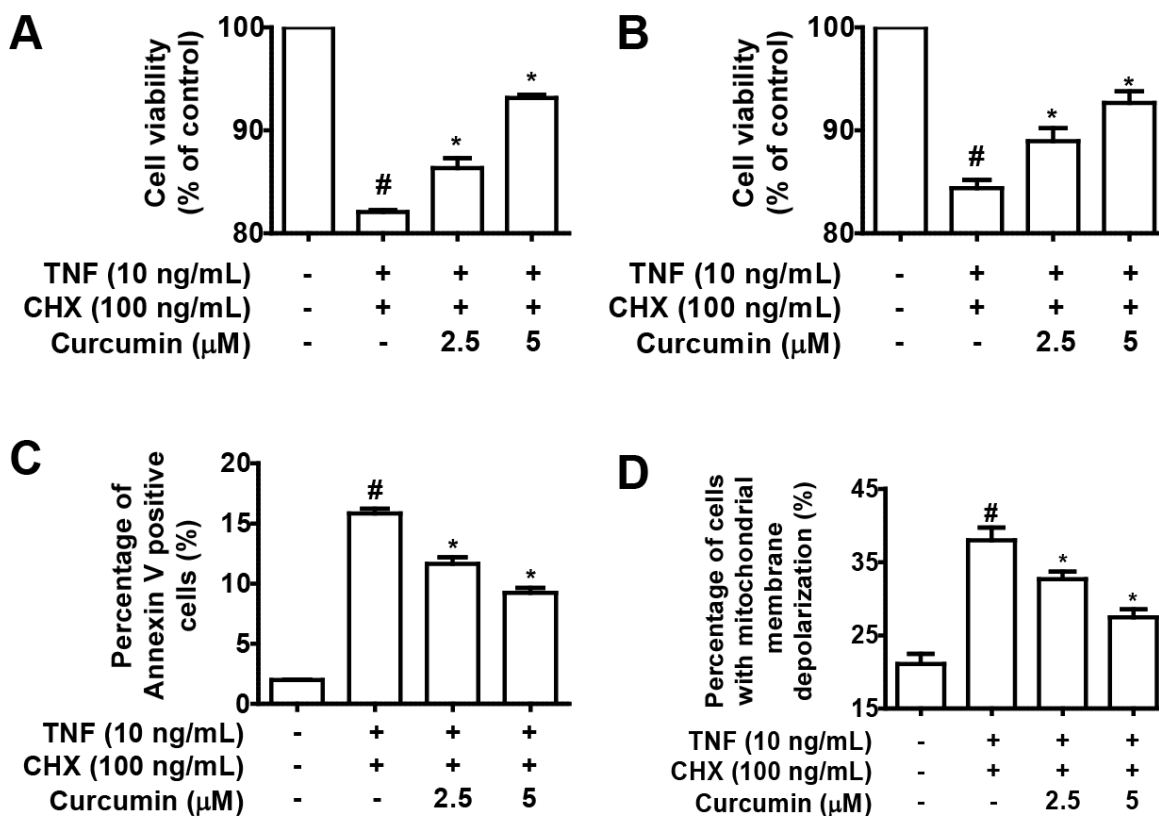 A
Cell viability
(% of control)
100
90
80
#
*
*
TNF (10 ng/mL) - + + +
CHX (100 ng/mL) - + + +
Curcumin (μM) - - 2.5 5
B
Cell viability
(% of control)
100
90
80
#
*
*
TNF (10 ng/mL) - + + +
CHX (100 ng/mL) - + + +
Curcumin (μM) - - 2.5 5
C
Percentage of
Annexin V positive
cells (%)
20
15
10
5
0
#
*
*
TNF (10 ng/mL) - + + +
CHX (100 ng/mL) - + + +
Curcumin (μM) - - 2.5 5
D
Percentage of cells
with mitochondrial
membrane
depolarization (%)
45
35
25
15
#
*
*
TNF (10 ng/mL) - + + +
CHX (100 ng/mL) - + + +
Curcumin (μM) - - 2.5 5